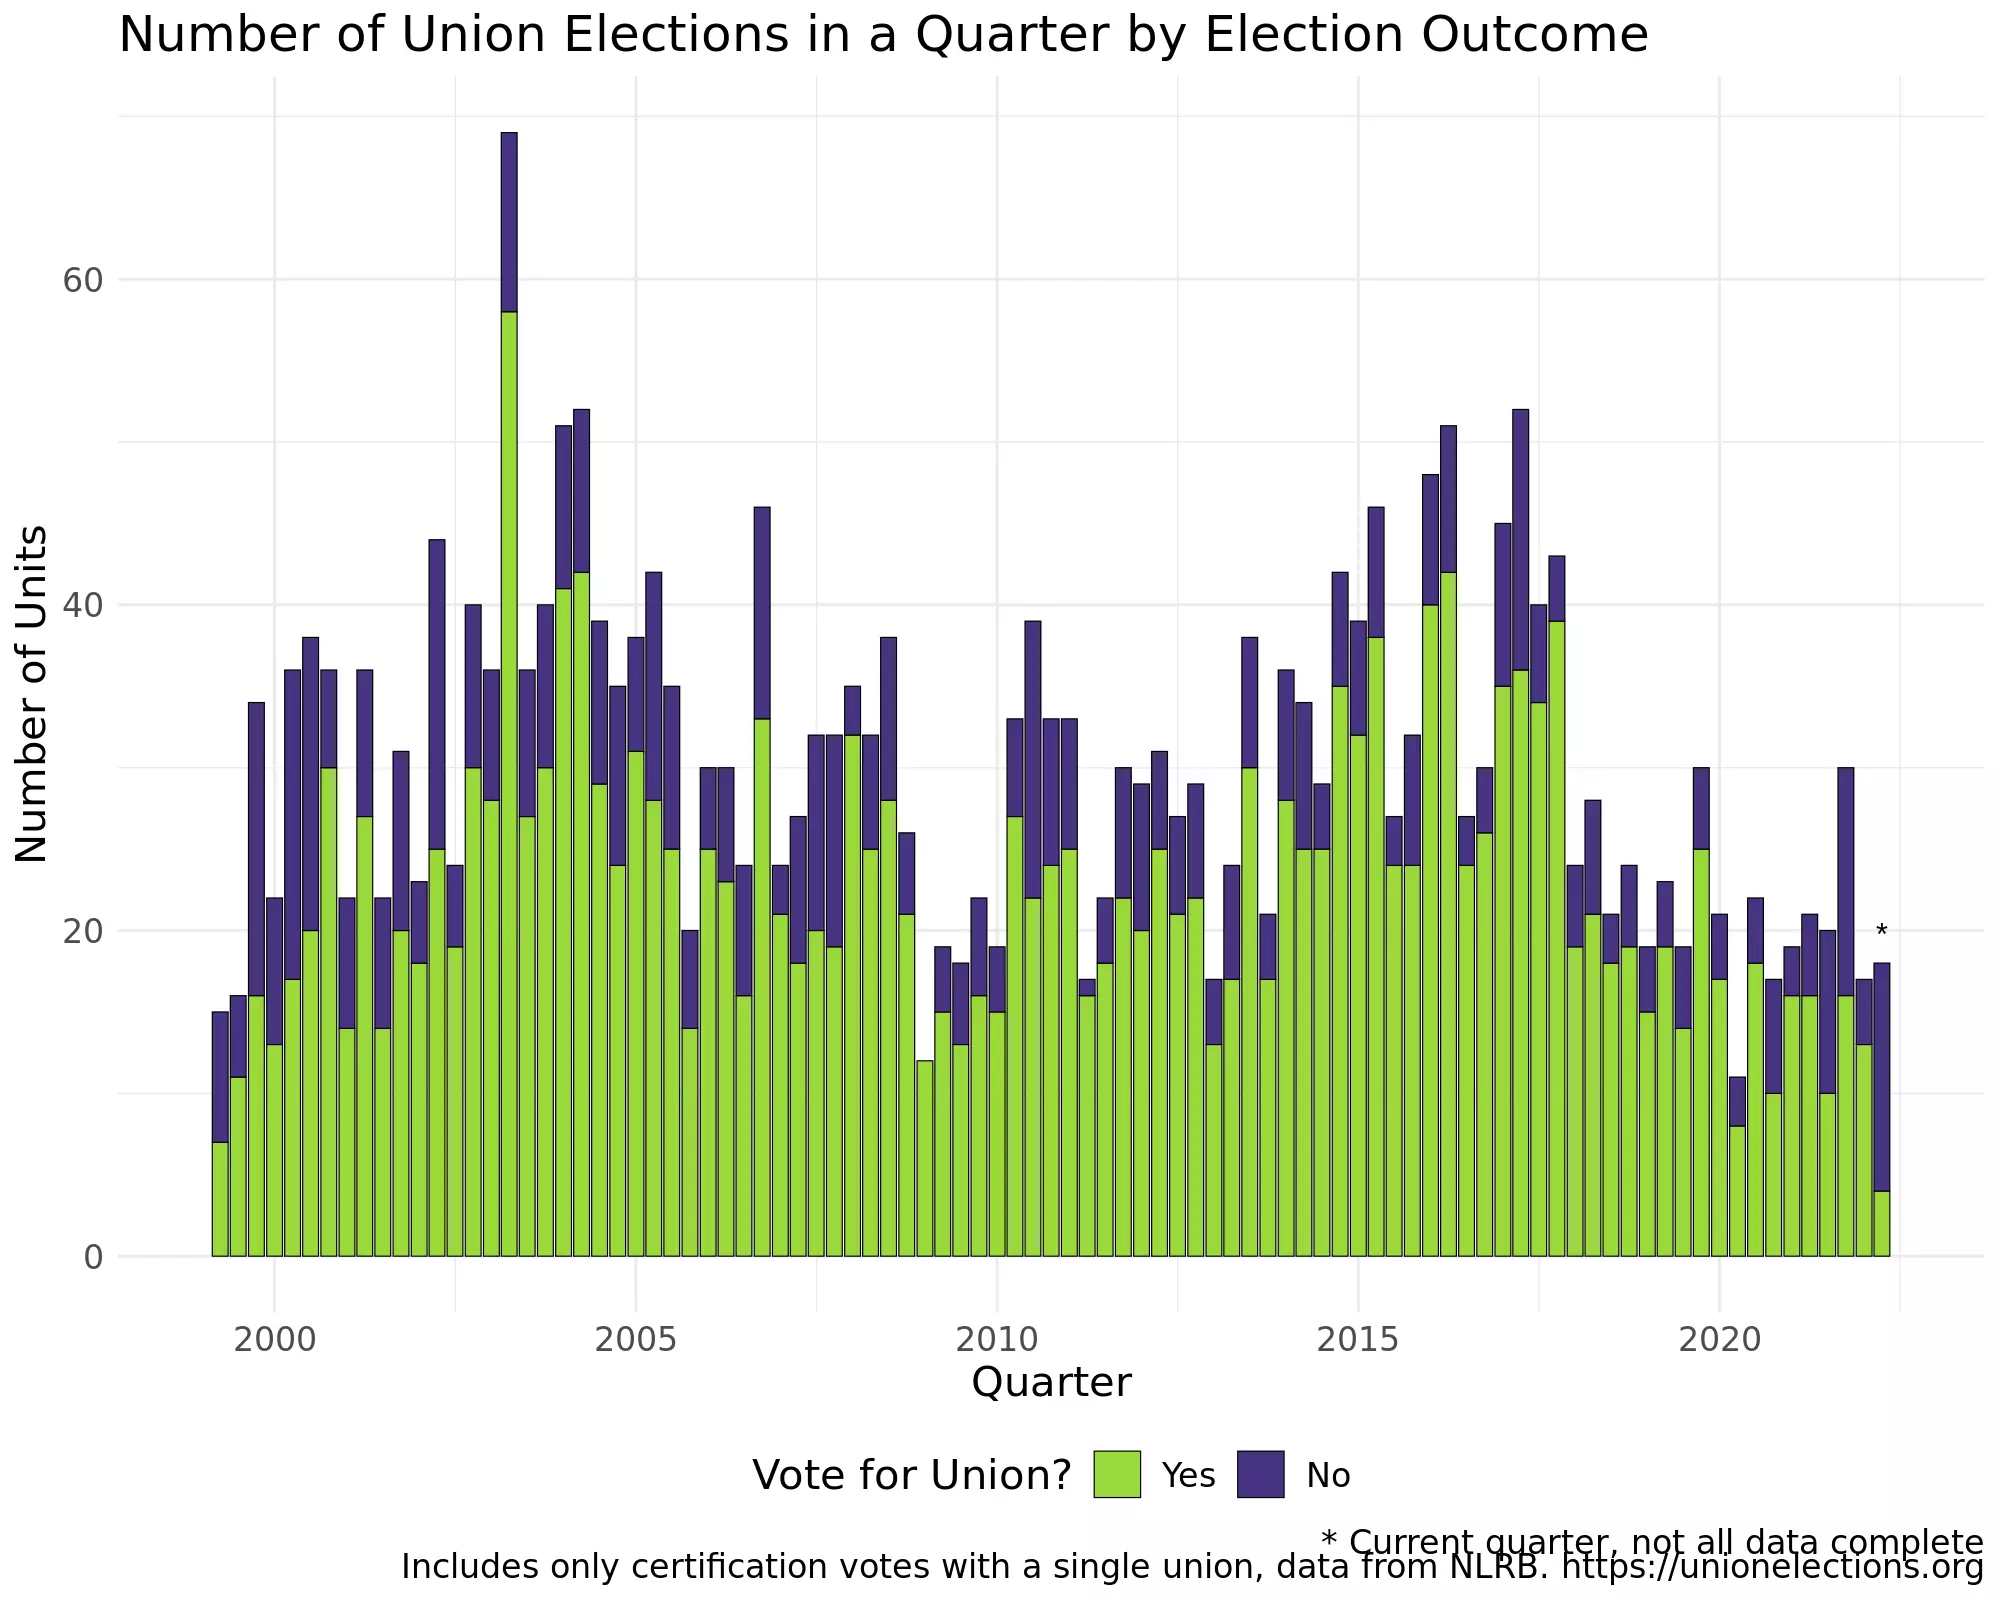 Number of Union Elections in a Quarter by Election Outcome
Number of Units
60
40
20
0
*
2000 2005 2010 2015 2020
Quarter
Vote for Union? Yes No
* Current quarter, not all data complete
Includes only certification votes with a single union, data from NLRB. https://unionelections.org